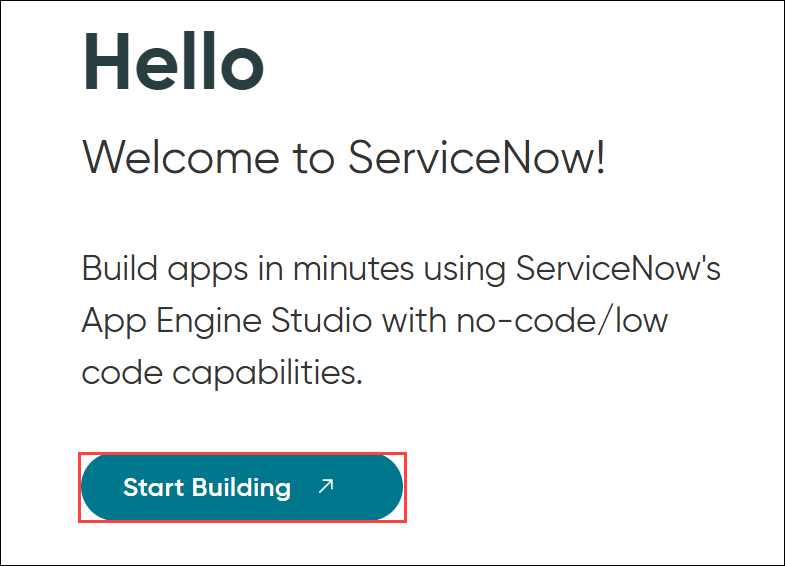 Hello
Welcome to ServiceNow!
Build apps in minutes using ServiceNow's
App Engine Studio with no-code/low
code capabilities.
Start Building